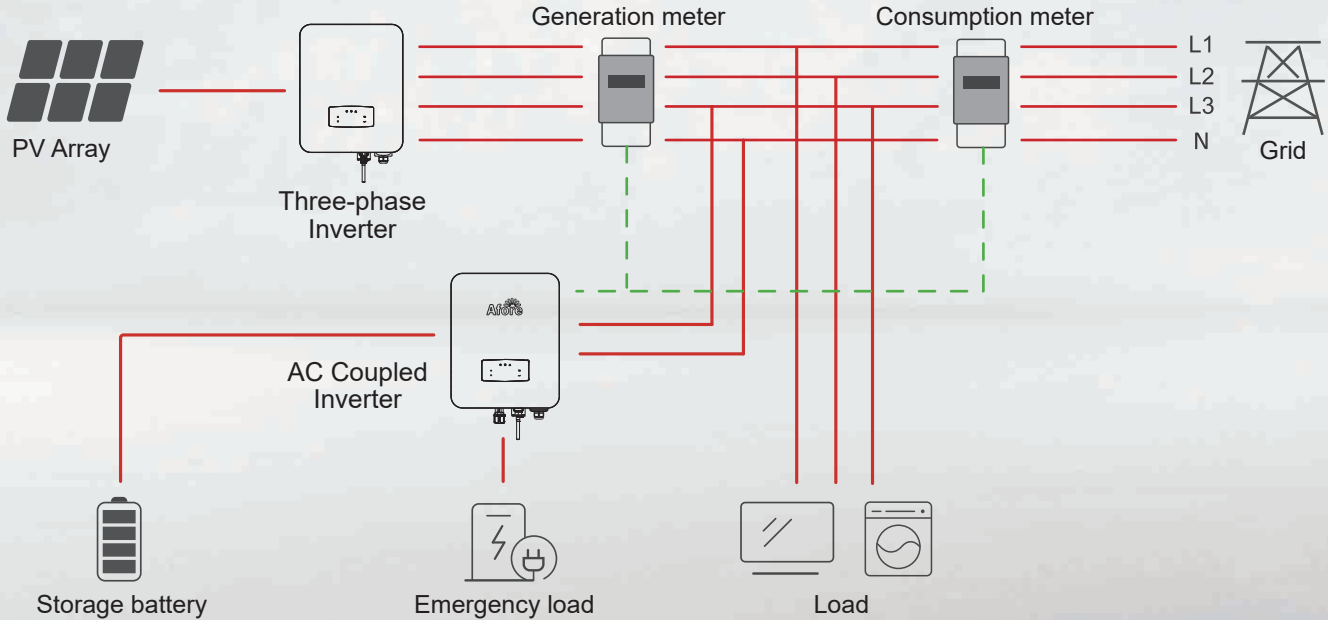 Generation meter
Consumption meter
L1
L2
L3
N
PV Array
Grid
Three-phase
Inverter
Afore
AC Coupled
Inverter
Storage battery
Emergency load
Load